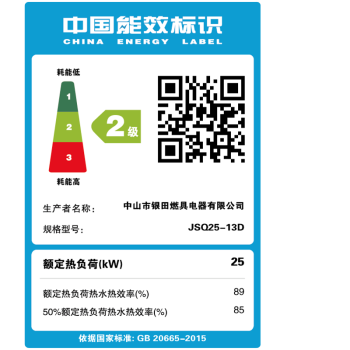 中国能效标识
CHINA ENERGY LABEL
耗能低
1
2
3
耗能高
2级
生产者名称: 中山市银田燃具电器有限公司
规格型号: JSQ25-13D
额定热负荷(kW) 25
额定热负荷热水热效率(%) 89
50%额定热负荷热水热效率(%) 85
依据国家标准: GB 20665-2015